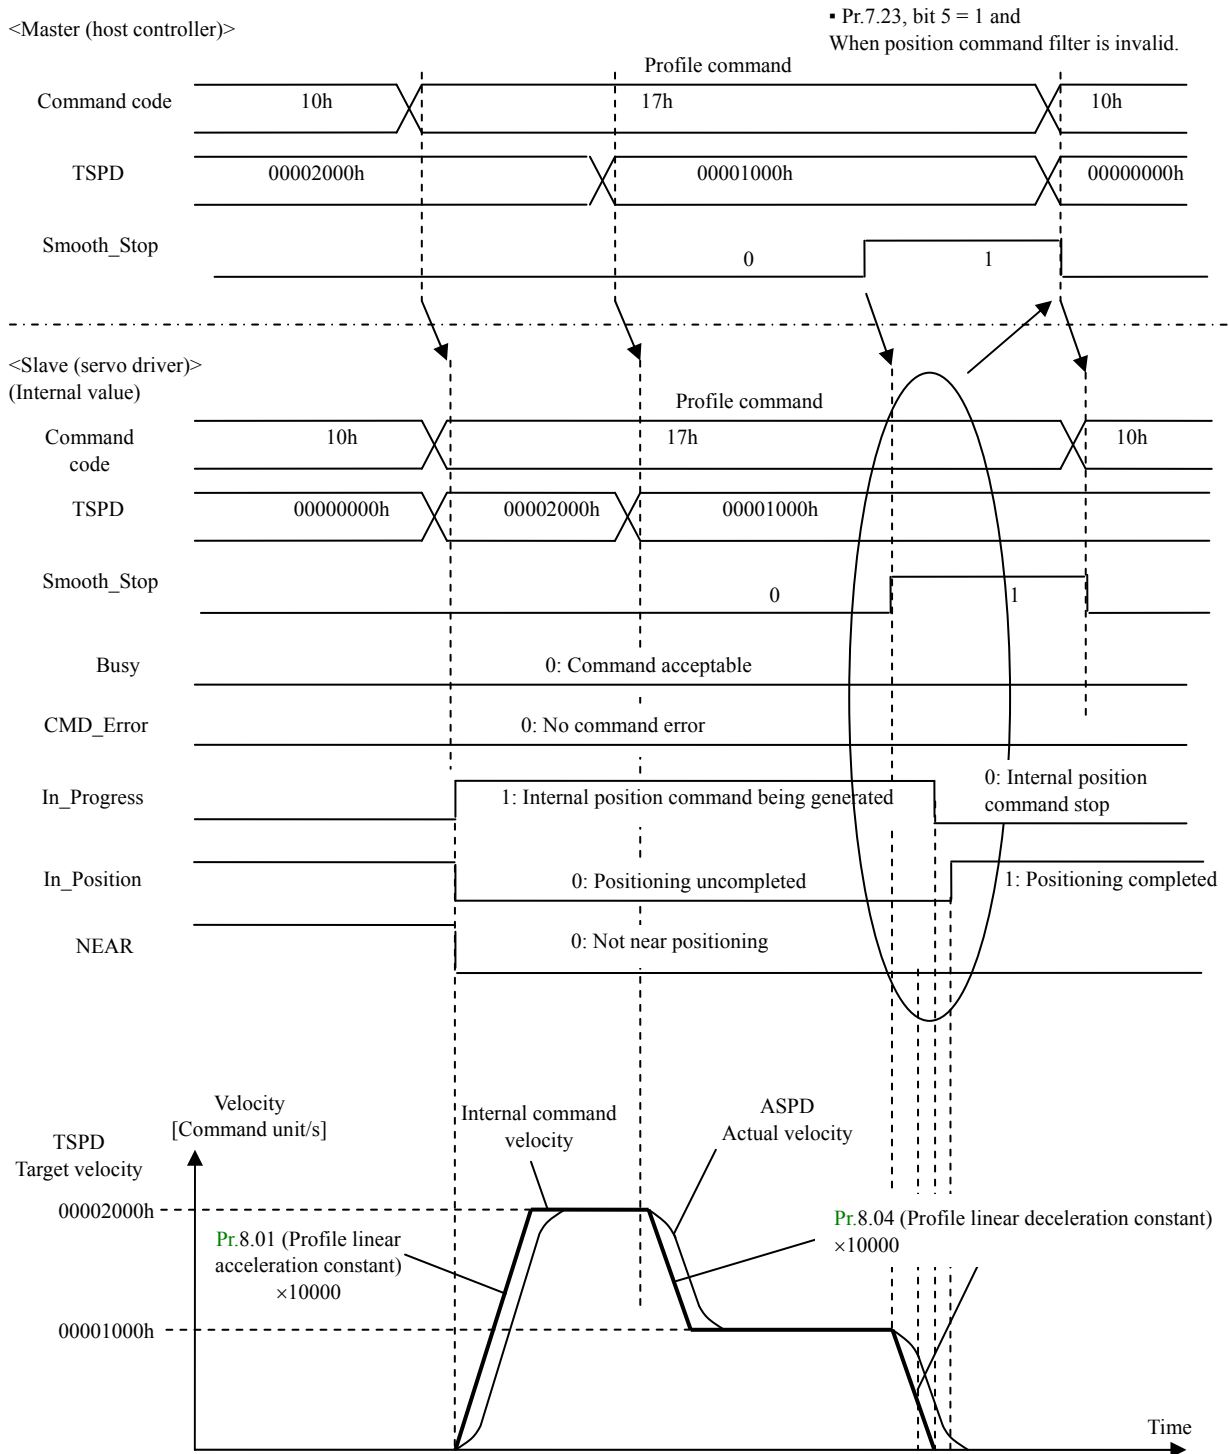 <Master (host controller)>
▪ Pr.7.23, bit 5 = 1 and
When position command filter is invalid.
Profile command
Command code
10h
17h
10h
TSPD
00002000h
00001000h
00000000h
Smooth_Stop
0
1
<Slave (servo driver)>
(Internal value)
Profile command
Command
code
10h
17h
10h
TSPD
00000000h
00002000h
00001000h
Smooth_Stop
0
1
Busy
0: Command acceptable
CMD_Error
0: No command error
In_Progress
1: Internal position command being generated
0: Internal position
command stop
In_Position
0: Positioning uncompleted
1: Positioning completed
NEAR
0: Not near positioning
Velocity
[Command unit/s]
TSPD
Target velocity
Internal command
velocity
ASPD
Actual velocity
00002000h
Pr.8.01 (Profile linear
acceleration constant)
×10000
Pr.8.04 (Profile linear deceleration constant)
×10000
00001000h
Time